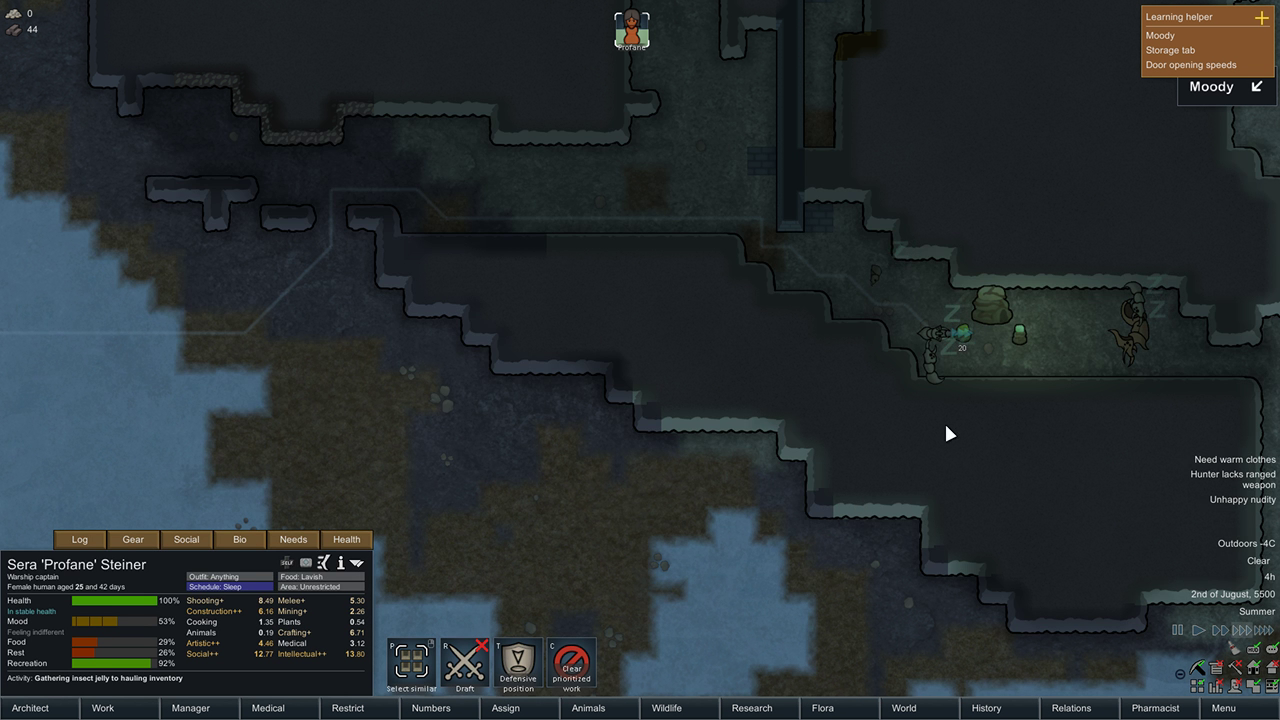 0
44
Profane
Learning helper
Moody
Storage tab
Door opening speeds
Moody
Z
Z
Z
20
Need warm clothes
Hunter lacks ranged
weapon
Unhappy nudity
Outdoors -4C
Clear
4h
2nd of Jugust, 5500
Summer
Log Gear Social Bio Needs Health
Sera 'Profane' Steiner
SELF
Warship captain
Female human aged 25 and 42 days
Outfit: Anything Food: Lavish
Schedule: Sleep Area: Unrestricted
Health 100%
In stable health
Mood 53%
Feeling indifferent
Food 29%
Rest 26%
Recreation 92%
Shooting+ 8.49 Melee+ 5.30
Construction++ 6.16 Mining+ 2.26
Cooking 1.35 Plants 0.54
Animals 0.19 Crafting+ 6.71
Artistic++ 4.46 Medical 3.12
Social++ 12.77 Intellectual++ 13.80
Activity: Gathering insect jelly to hauling inventory
P
Select similar
R
Draft
T
Defensive
position
C
Clear
prioritized
work
Architect Work Manager Medical Restrict Numbers Assign Animals Wildlife Research Flora World History Relations Pharmacist Menu